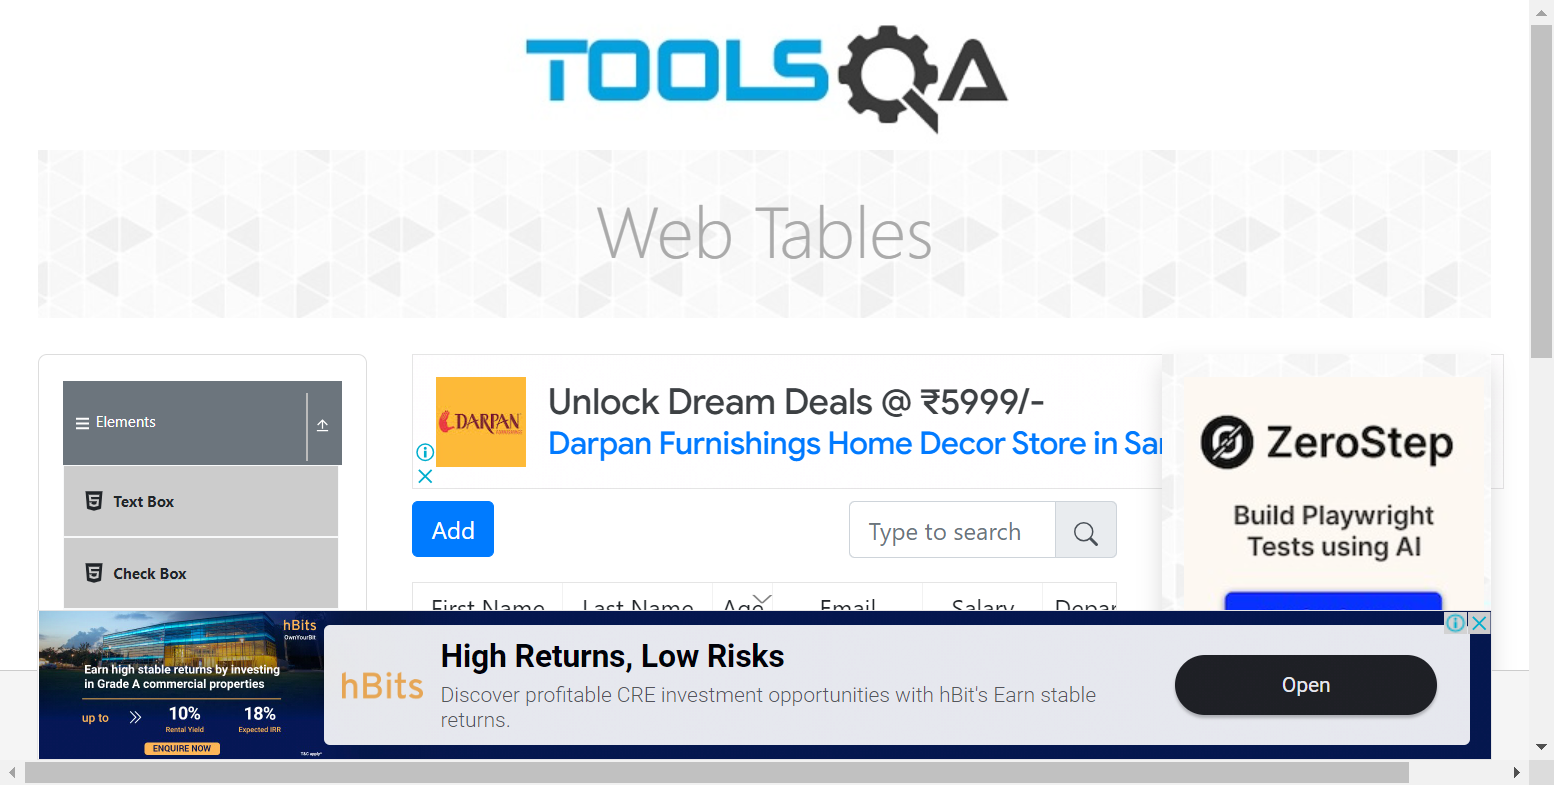 TOOLSQA
Web Tables
Elements
Text Box
Check Box
DARPAN
Unlock Dream Deals @ ₹5999/-
Darpan Furnishings Home Decor Store in Sar
Add
Type to search
First Name
Last Name
Age
Email
Salary
Depar
ZeroStep
Build Playwright
Tests using AI
hBits
OwnYourBit
Earn high stable returns by investing
in Grade A commercial properties
up to
10%
Rental Yield
18%
Expected IRR
ENQUIRE NOW
T&C apply*
hBits
High Returns, Low Risks
Discover profitable CRE investment opportunities with hBit's Earn stable
returns.
Open